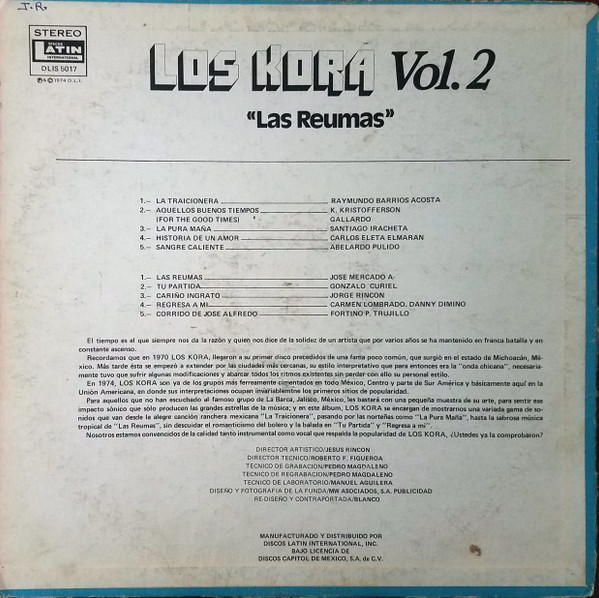 J.R.
STEREO
DISCOS
LATIN
INTERNATIONAL
DLIS 5017
℗ & © 1974 D.L.I.
LOS KORA Vol. 2
"Las Reumas"
1.— LA TRAICIONERA RAYMUNDO BARRIOS ACOSTA
2.— AQUELLOS BUENOS TIEMPOS K. KRISTOFFERSON
(FOR THE GOOD TIMES) GALLARDO
3.— LA PURA MAÑA SANTIAGO IRACHETA
4.— HISTORIA DE UN AMOR CARLOS ELETA ELMARAN
5.— SANGRE CALIENTE ABELARDO PULIDO
1.— LAS REUMAS JOSE MERCADO A.
2.— TU PARTIDA GONZALO CURIEL
3.— CARIÑO INGRATO JORGE RINCON
4.— REGRESA A MI CARMEN LOMBRADO. DANNY DIMINO
5.— CORRIDO DE JOSE ALFREDO FORTINO P. TRUJILLO
El tiempo es el que siempre nos da la razón y quien nos dice de la solidez de un artista que por varios años se ha mantenido en franca batalla y en
constante ascenso.
Recordamos que en 1970 LOS KORA, llegaron a su primer disco precedidos de una fama poco común, que surgió en el estado de Michoacán, Mé-
xico. Más tarde ésta se empezó a extender por las ciudades más cercanas, su estilo interpretativo que para entonces era la "onda chicana", necesaria-
mente tuvo que sufrir algunas modificaciones y abarcar todos los ritmos existentes sin perdar con ello su personal estilo.
En 1974, LOS KORA son ya de los grupos más ferreamente cimentados en todo México, Centro y parte de Sur América y básicamente aquí en la
Unión Americana, en donde sus interpretaciones ocupan invariablemente los primeros sitios de popularidad.
Para aquellos que no han escuchado al famoso grupo de La Barca, Jalisco, México, les bastará con una pequeña muestra de su arte, para sentir ese
impacto sónico que sólo producen las grandes estrellas de la música; y en este álbum, LOS KORA se encargan de mostrarnos una variada gama de so-
nidos que van desde la alegre canción ranchera mexicana "La Traicionera", pasando por las norteñas como "La Pura Maña", hasta la sabrosa música
tropical de "Las Reumas", sin descuidar el romanticismo del bolero y la balada en "Tu Partida" y "Regresa a mi".
Nosotros estamos convencidos de la calidad tanto instrumental como vocal que respalda la popularidad de LOS KORA, ¿Ustedes ya la comprobaron?
DIRECTOR ARTISTICO/JESUS RINCON
DIRECTOR TECNICO/ROBERTO F. FIGUEROA
TECNICO DE GRABACION/PEDRO MAGDALENO
TECNICO DE REGRABACION/PEDRO MAGDALENO
TECNICO DE LABORATORIO/MANUEL AGUILERA
DISEÑO Y FOTOGRAFIA DE LA FUNDA/MW ASOCIADOS, S.A. PUBLICIDAD
RE-DISEÑO Y CONTRAPORTADA/BLANCO
MANUFACTURADO Y DISTRIBUIDO POR
DISCOS LATIN INTERNATIONAL, INC.
BAJO LICENCIA DE
DISCOS CAPITOL DE MEXICO, S.A. de C.V.